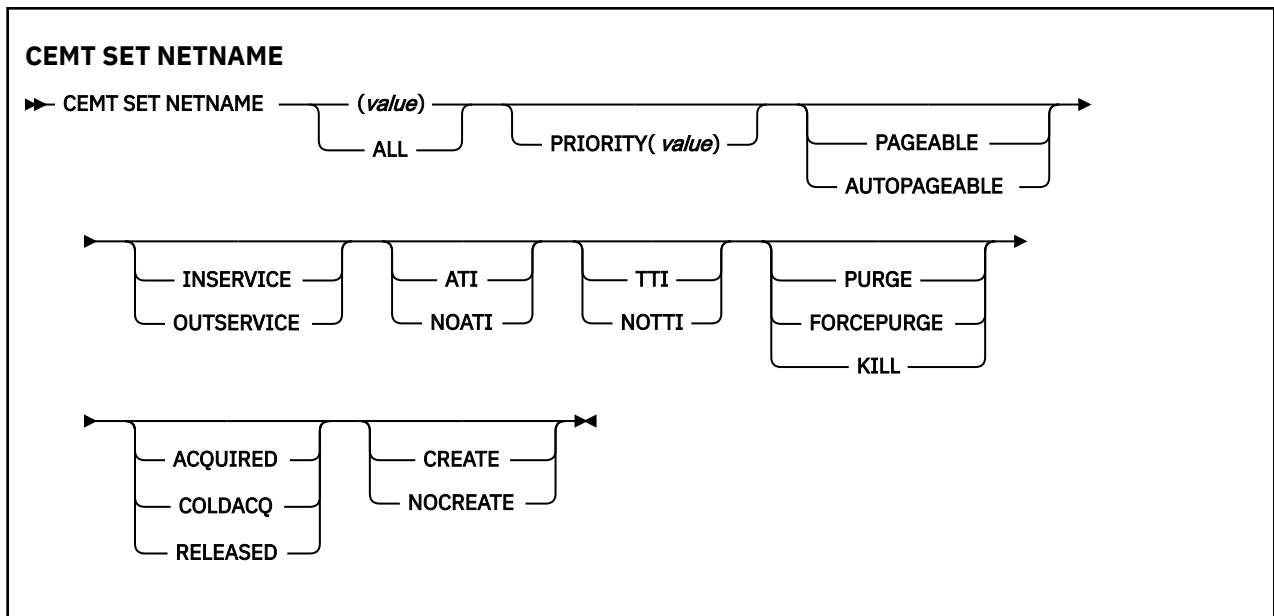 CEMT SET NETNAME
CEMT SET NETNAME (value)
ALL PRIORITY( value) PAGEABLE
AUTOPAGEABLE
INSERVICE ATI TTI PURGE
OUTSERVICE NOATI NOTTI FORCEPURGE
KILL
ACQUIRED CREATE
COLDACQ NOCREATE
RELEASED